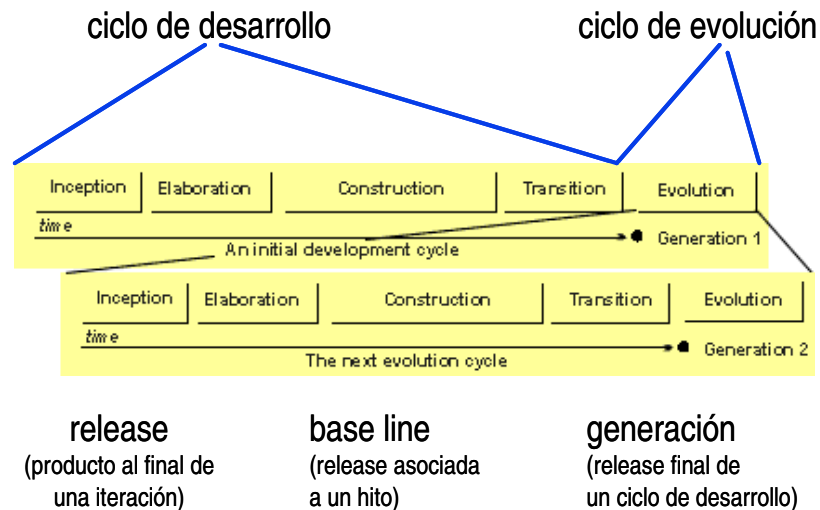 ciclo de desarrollo
ciclo de evolución
Inception Elaboration Construction Transition Evolution
time
An initial development cycle
Generation 1
Inception Elaboration Construction Transition Evolution
time
The next evolution cycle
Generation 2
release
(producto al final de
una iteración)
base line
(release asociada
a un hito)
generación
(release final de
un ciclo de desarrollo)